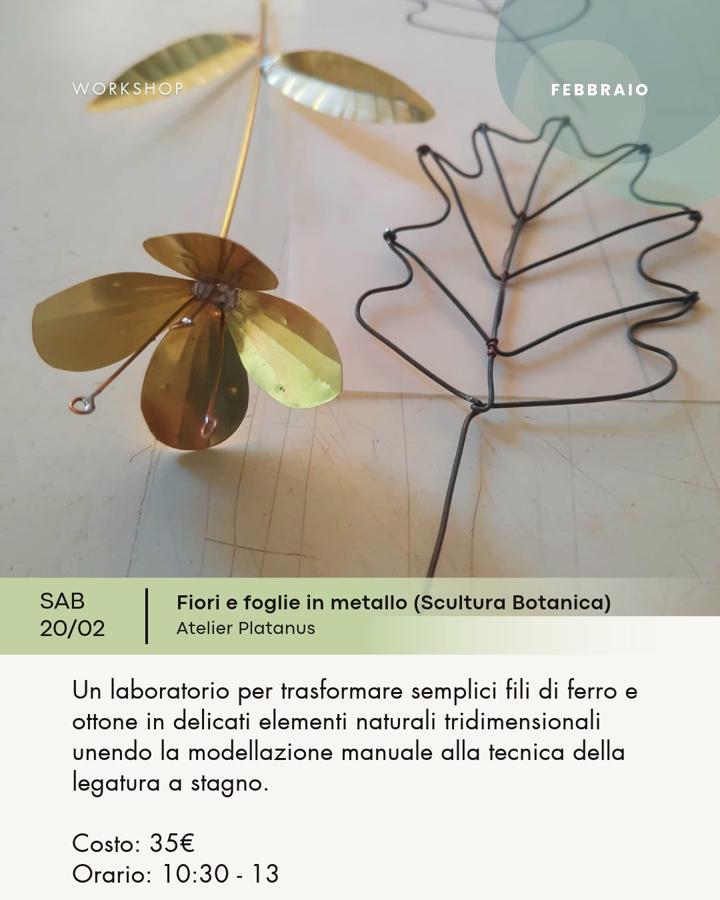 WORKSHOP
FEBBRAIO
SAB
20/02
Fiori e foglie in metallo (Scultura Botanica)
Atelier Platanus
Un laboratorio per trasformare semplici fili di ferro e
ottone in delicati elementi naturali tridimensionali
unendo la modellazione manuale alla tecnica della
legatura a stagno.
Costo: 35€
Orario: 10:30 - 13